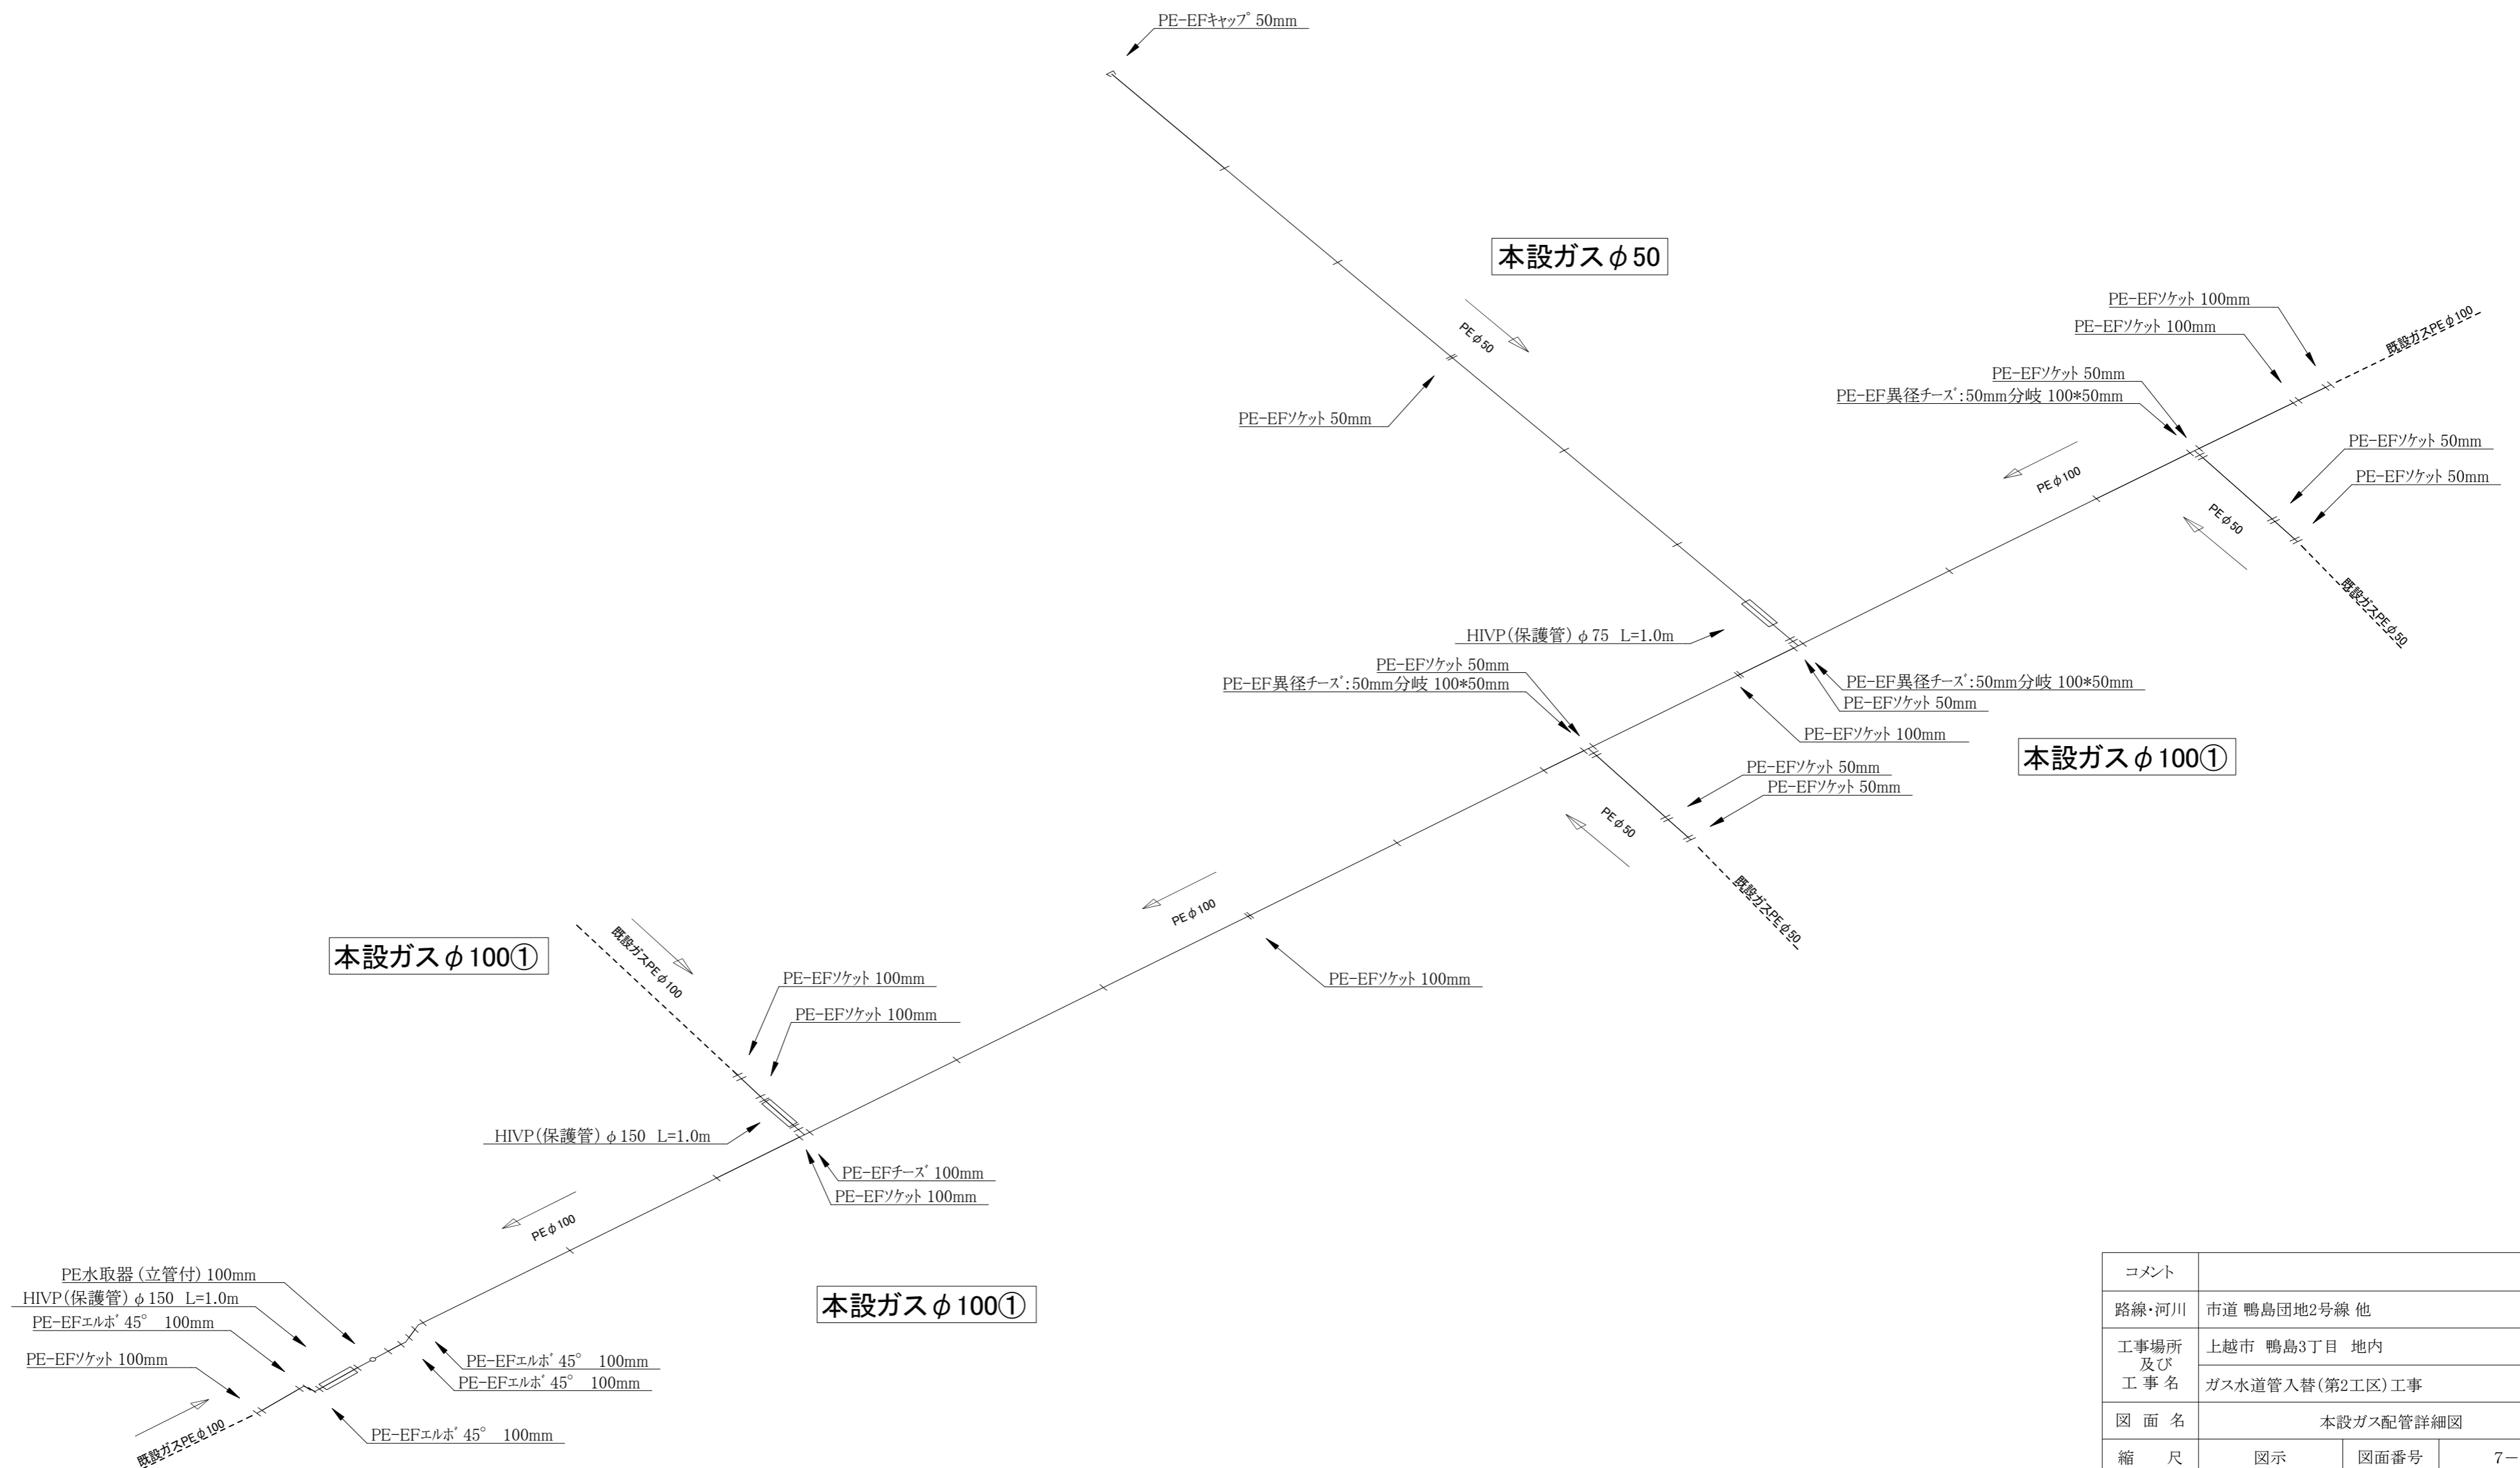 PE-EFｷｬｯﾌﾟ 50mm
本設ガスφ50
PEφ50
PE-EFｿｹｯﾄ 50mm
PE-EFｿｹｯﾄ 100mm
PE-EFｿｹｯﾄ 100mm
既設ガスPEφ100
PE-EFｿｹｯﾄ 50mm
PE-EF異径ﾁｰｽﾞ:50mm分岐 100*50mm
PE-EFｿｹｯﾄ 50mm
PE-EFｿｹｯﾄ 50mm
PEφ100
PEφ50
既設ガスPEφ50
HIVP(保護管)φ75 L=1.0m
PE-EFｿｹｯﾄ 50mm
PE-EF異径ﾁｰｽﾞ:50mm分岐 100*50mm
PE-EF異径ﾁｰｽﾞ:50mm分岐 100*50mm
PE-EFｿｹｯﾄ 50mm
PE-EFｿｹｯﾄ 100mm
本設ガスφ100①
PE-EFｿｹｯﾄ 50mm
PE-EFｿｹｯﾄ 50mm
PEφ50
既設ガスPEφ50
PEφ100
PE-EFｿｹｯﾄ 100mm
本設ガスφ100①
既設ガスPEφ100
PE-EFｿｹｯﾄ 100mm
PE-EFｿｹｯﾄ 100mm
HIVP(保護管)φ150 L=1.0m
PE-EFﾁｰｽﾞ 100mm
PE-EFｿｹｯﾄ 100mm
PEφ100
本設ガスφ100①
PE水取器(立管付) 100mm
HIVP(保護管)φ150 L=1.0m
PE-EFｴﾙﾎﾞ 45° 100mm
PE-EFｿｹｯﾄ 100mm
PE-EFｴﾙﾎﾞ 45° 100mm
PE-EFｴﾙﾎﾞ 45° 100mm
PE-EFｴﾙﾎﾞ 45° 100mm
既設ガスPEφ100
コメント
路線・河川 市道 鴨島団地2号線 他
工事場所及び工事名 上越市 鴨島3丁目 地内
ガス水道管入替(第2工区)工事
図面名 本設ガス配管詳細図
縮尺 図示 図面番号 7－